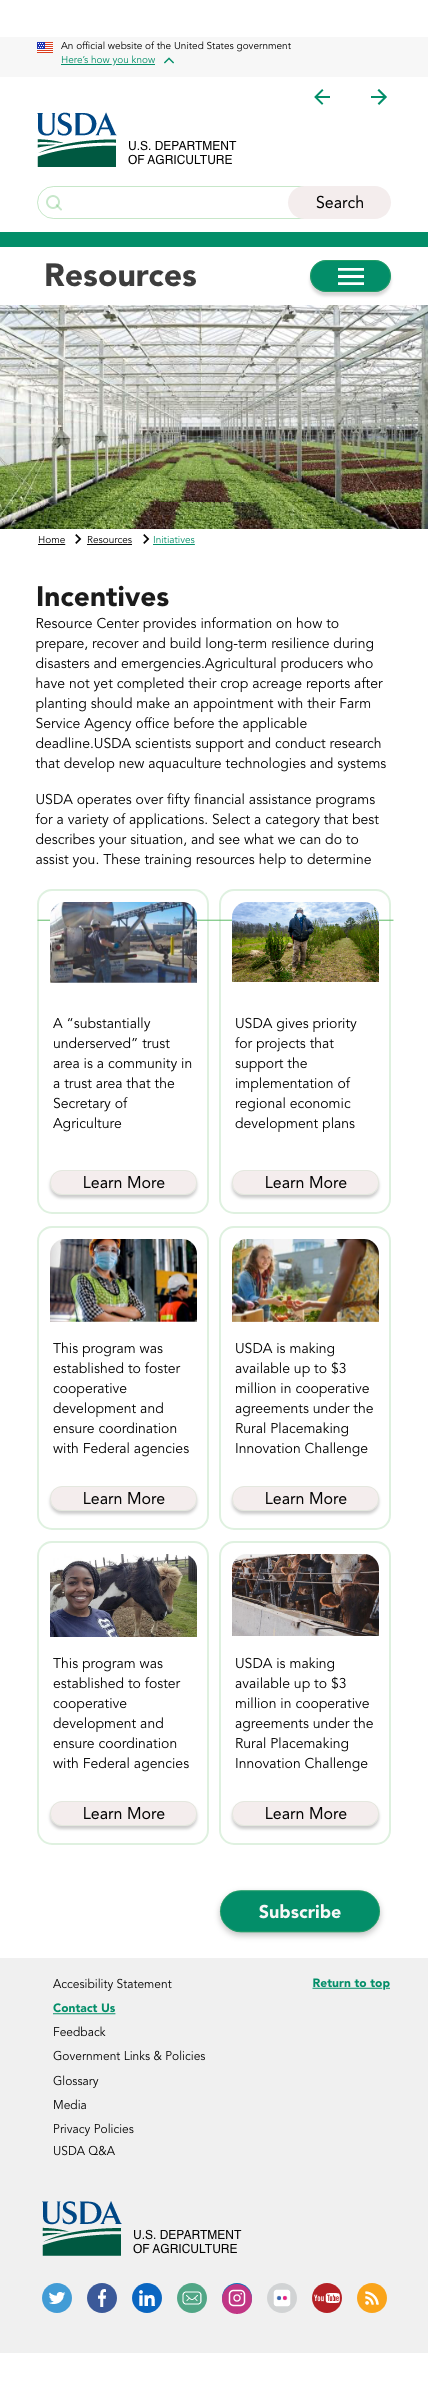 An official website of the United States government
Here's how you know
USDA
U.S. DEPARTMENT
OF AGRICULTURE
Search
Resources
Home Resources Initiatives
Incentives
Resource Center provides information on how to
prepare, recover and build long-term resilience during
disasters and emergencies.Agricultural producers who
have not yet completed their crop acreage reports after
planting should make an appointment with their Farm
Service Agency office before the applicable
deadline.USDA scientists support and conduct research
that develop new aquaculture technologies and systems
USDA operates over fifty financial assistance programs
for a variety of applications. Select a category that best
describes your situation, and see what we can do to
assist you. These training resources help to determine
A “substantially
underserved” trust
area is a community in
a trust area that the
Secretary of
Agriculture
Learn More
USDA gives priority
for projects that
support the
implementation of
regional economic
development plans
Learn More
This program was
established to foster
cooperative
development and
ensure coordination
with Federal agencies
Learn More
USDA is making
available up to $3
million in cooperative
agreements under the
Rural Placemaking
Innovation Challenge
Learn More
This program was
established to foster
cooperative
development and
ensure coordination
with Federal agencies
Learn More
USDA is making
available up to $3
million in cooperative
agreements under the
Rural Placemaking
Innovation Challenge
Learn More
Subscribe
Accesibility Statement
Return to top
Contact Us
Feedback
Government Links & Policies
Glossary
Media
Privacy Policies
USDA Q&A
USDA
U.S. DEPARTMENT
OF AGRICULTURE
You Tube